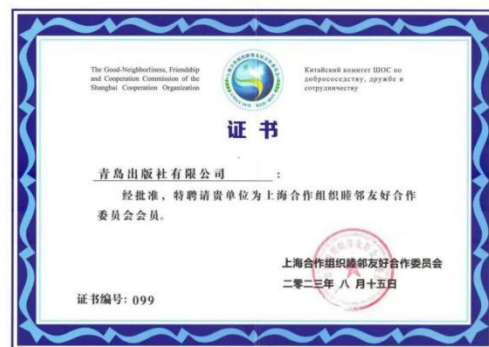 The Good-Neighborliness, Friendship
and Cooperation Commission of the
Shanghai Cooperation Organization
Китайский комитет ШОС по
добрососедству, дружбе и
сотрудничеству
证书
青岛出版社有限公司:
经批准，特聘请贵单位为上海合作组织睦邻友好合作
委员会会员。
上海合作组织睦邻友好合作委员会
二零二三年 八 月十五日
证书编号: 099